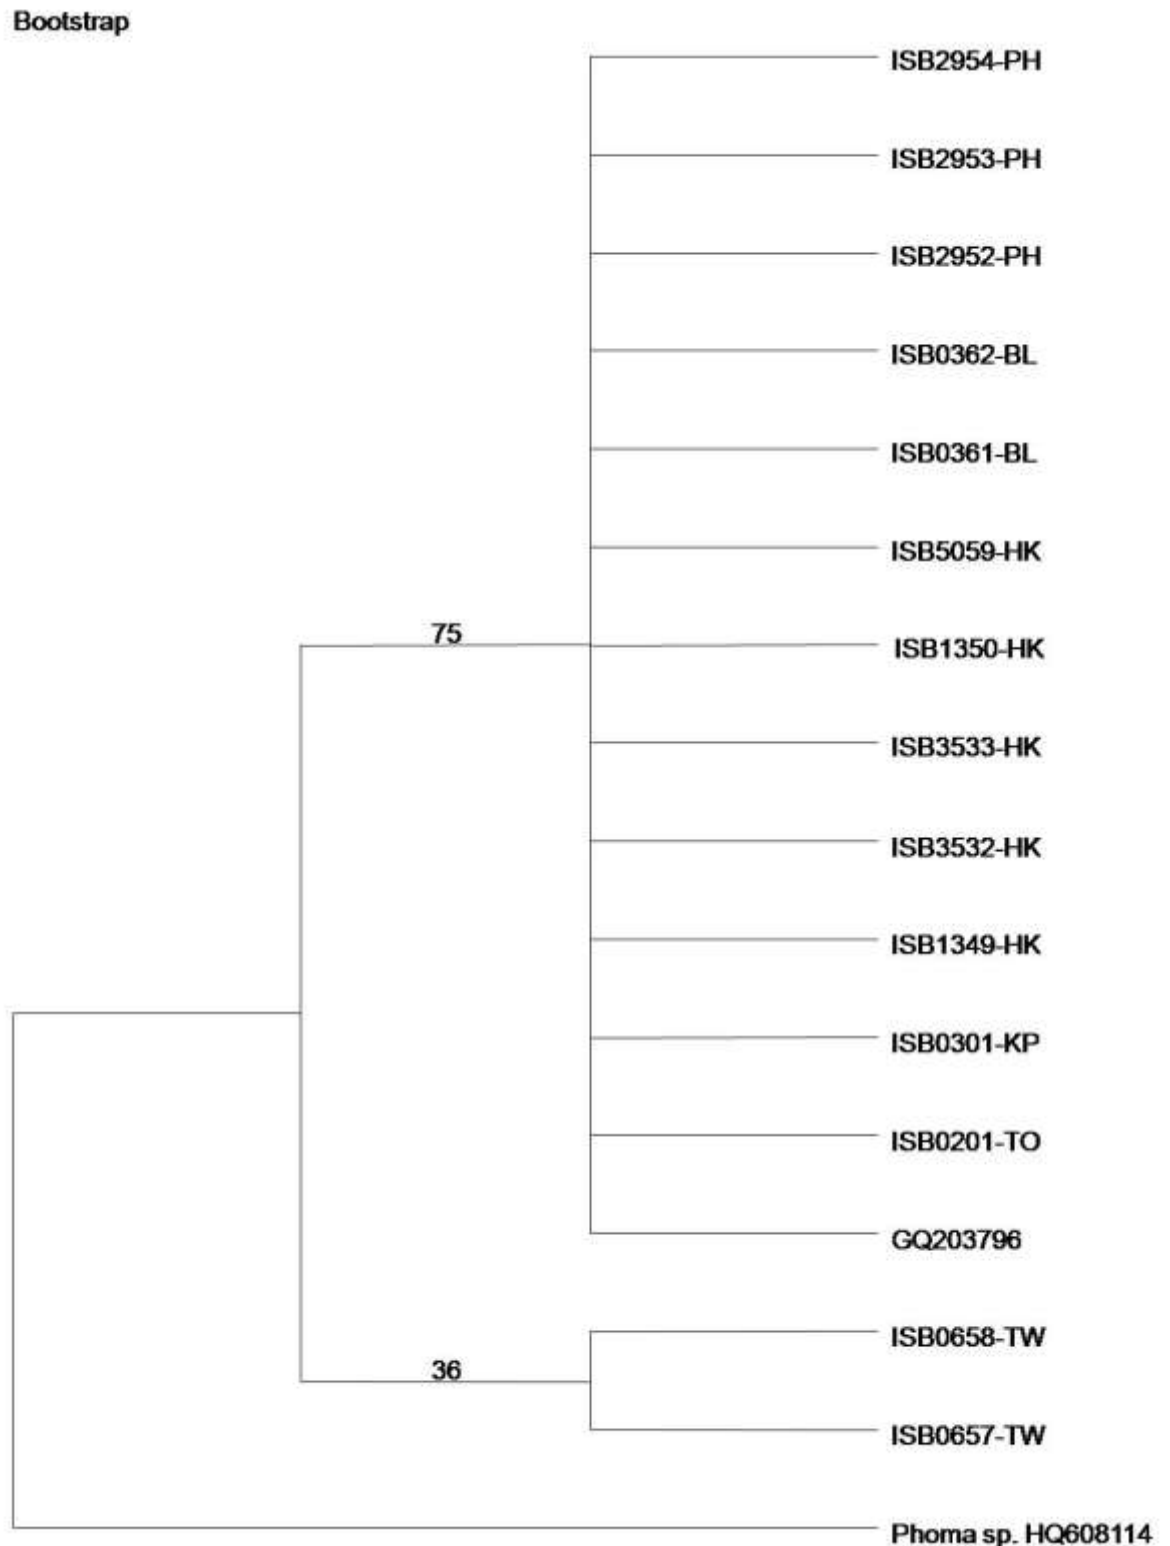 Bootstrap
ISB2954-PH
ISB2953-PH
ISB2952-PH
ISB0362-BL
ISB0361-BL
ISB5059-HK
75
ISB1350-HK
ISB3533-HK
ISB3532-HK
ISB1349-HK
ISB0301-KP
ISB0201-TO
GQ203796
ISB0658-TW
36
ISB0657-TW
Phoma sp. HQ608114